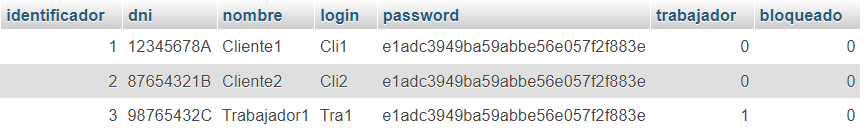 identificador dni nombre login password trabajador bloqueado
1 12345678A Cliente1 Cli1 e1adc3949ba59abbe56e057f2f883e 0 0
2 87654321B Cliente2 Cli2 e1adc3949ba59abbe56e057f2f883e 0 0
3 98765432C Trabajador1 Tra1 e1adc3949ba59abbe56e057f2f883e 1 0